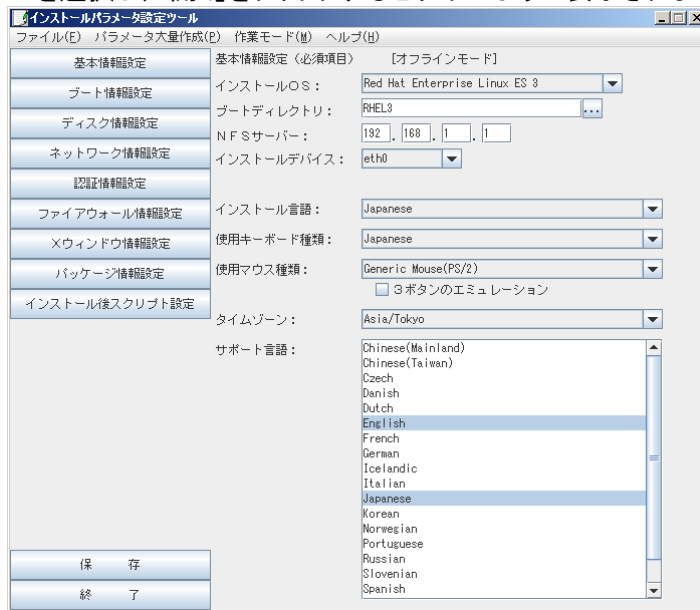 インストールパラメータ設定ツール
ファイル(F) パラメータ大量作成(P) 作業モード(M) ヘルプ(H)
基本情報設定
ブート情報設定
ディスク情報設定
ネットワーク情報設定
認証情報設定
ファイアウォール情報設定
Xウィンドウ情報設定
パッケージ情報設定
インストール後スクリプト設定
保 存
終 了
基本情報設定(必須項目) [オフラインモード]
インストールOS: Red Hat Enterprise Linux ES 3
ブートディレクトリ: RHEL3 ...
NFSサーバー: 192 . 168 . 1 . 1
インストールデバイス: eth0
インストール言語: Japanese
使用キーボード種類: Japanese
使用マウス種類: Generic Mouse(PS/2)
3ボタンのエミュレーション
タイムゾーン: Asia/Tokyo
サポート言語:
Chinese(Mainland)
Chinese(Taiwan)
Czech
Danish
Dutch
English
French
German
Icelandic
Italian
Japanese
Korean
Norwegian
Portuguese
Russian
Slovenian
Spanish